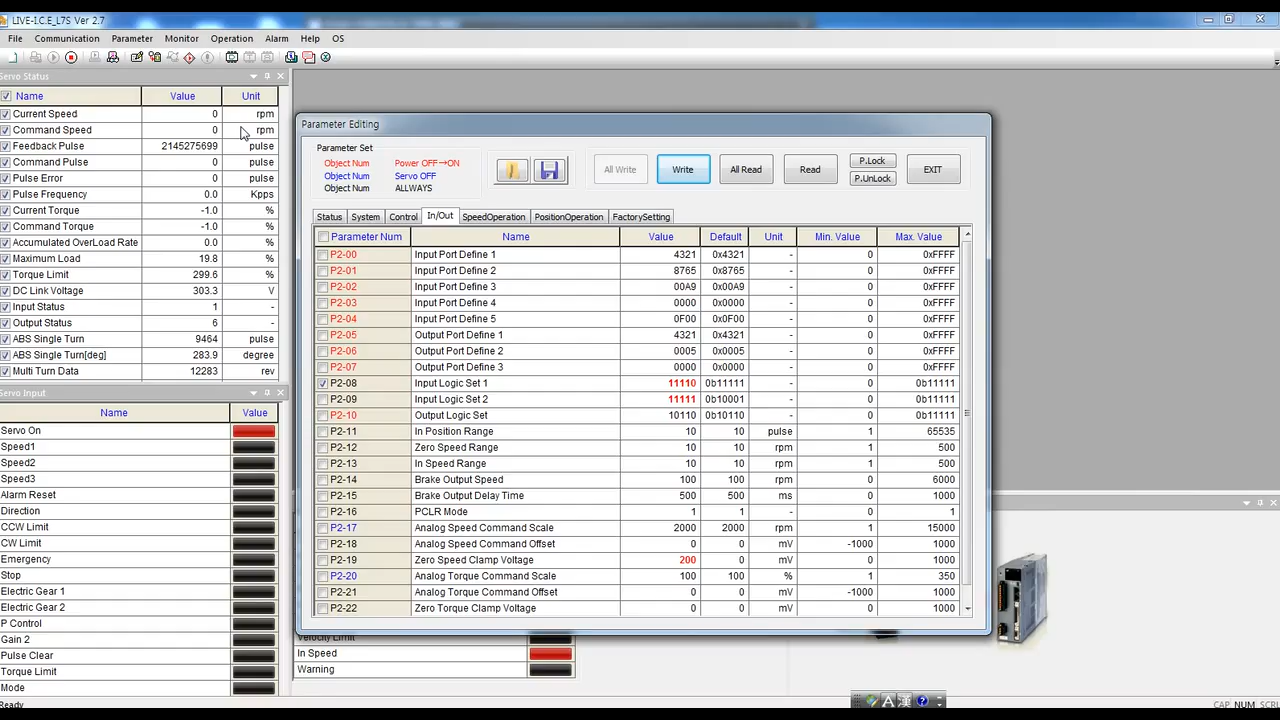 LIVE-I.C.E_L7S Ver 2.7
File Communication Parameter Monitor Operation Alarm Help OS
Servo Status
Name Value Unit
Current Speed 0 rpm
Command Speed 0 rpm
Feedback Pulse 2145275699 pulse
Command Pulse 0 pulse
Pulse Error 0 pulse
Pulse Frequency 0.0 Kpps
Current Torque -1.0 %
Command Torque -1.0 %
Accumulated OverLoad Rate 0.0 %
Maximum Load 19.8 %
Torque Limit 299.6 %
DC Link Voltage 303.3 V
Input Status 1 -
Output Status 6 -
ABS Single Turn 9464 pulse
ABS Single Turn[deg] 283.9 degree
Multi Turn Data 12283 rev
Servo Input
Name Value
Servo On
Speed1
Speed2
Speed3
Alarm Reset
Direction
CCW Limit
CW Limit
Emergency
Stop
Electric Gear 1
Electric Gear 2
P Control
Gain 2
Pulse Clear
Torque Limit
Mode
Parameter Editing
Parameter Set
Object Num Power OFF→ON
Object Num Servo OFF
Object Num ALLWAYS
All Write Write All Read Read P.Lock P.UnLock EXIT
Status System Control In/Out SpeedOperation PositionOperation FactorySetting
Parameter Num Name Value Default Unit Min. Value Max. Value
P2-00 Input Port Define 1 4321 0x4321 - 0 0xFFFF
P2-01 Input Port Define 2 8765 0x8765 - 0 0xFFFF
P2-02 Input Port Define 3 00A9 0x00A9 - 0 0xFFFF
P2-03 Input Port Define 4 0000 0x0000 - 0 0xFFFF
P2-04 Input Port Define 5 0F00 0x0F00 - 0 0xFFFF
P2-05 Output Port Define 1 4321 0x4321 - 0 0xFFFF
P2-06 Output Port Define 2 0005 0x0005 - 0 0xFFFF
P2-07 Output Port Define 3 0000 0x0000 - 0 0xFFFF
P2-08 Input Logic Set 1 11110 0b11111 - 0 0b11111
P2-09 Input Logic Set 2 11111 0b10001 - 0 0b11111
P2-10 Output Logic Set 10110 0b10110 - 0 0b11111
P2-11 In Position Range 10 10 pulse 1 65535
P2-12 Zero Speed Range 10 10 rpm 1 500
P2-13 In Speed Range 10 10 rpm 1 500
P2-14 Brake Output Speed 100 100 rpm 0 6000
P2-15 Brake Output Delay Time 500 500 ms 0 1000
P2-16 PCLR Mode 1 1 - 0 1
P2-17 Analog Speed Command Scale 2000 2000 rpm 1 15000
P2-18 Analog Speed Command Offset 0 0 mV -1000 1000
P2-19 Zero Speed Clamp Voltage 200 0 mV 0 1000
P2-20 Analog Torque Command Scale 100 100 % 1 350
P2-21 Analog Torque Command Offset 0 0 mV -1000 1000
P2-22 Zero Torque Clamp Voltage 0 0 mV 0 1000
Velocity Limit
In Speed
Warning
A 漢 ?
Ready CAP NUM SCRL